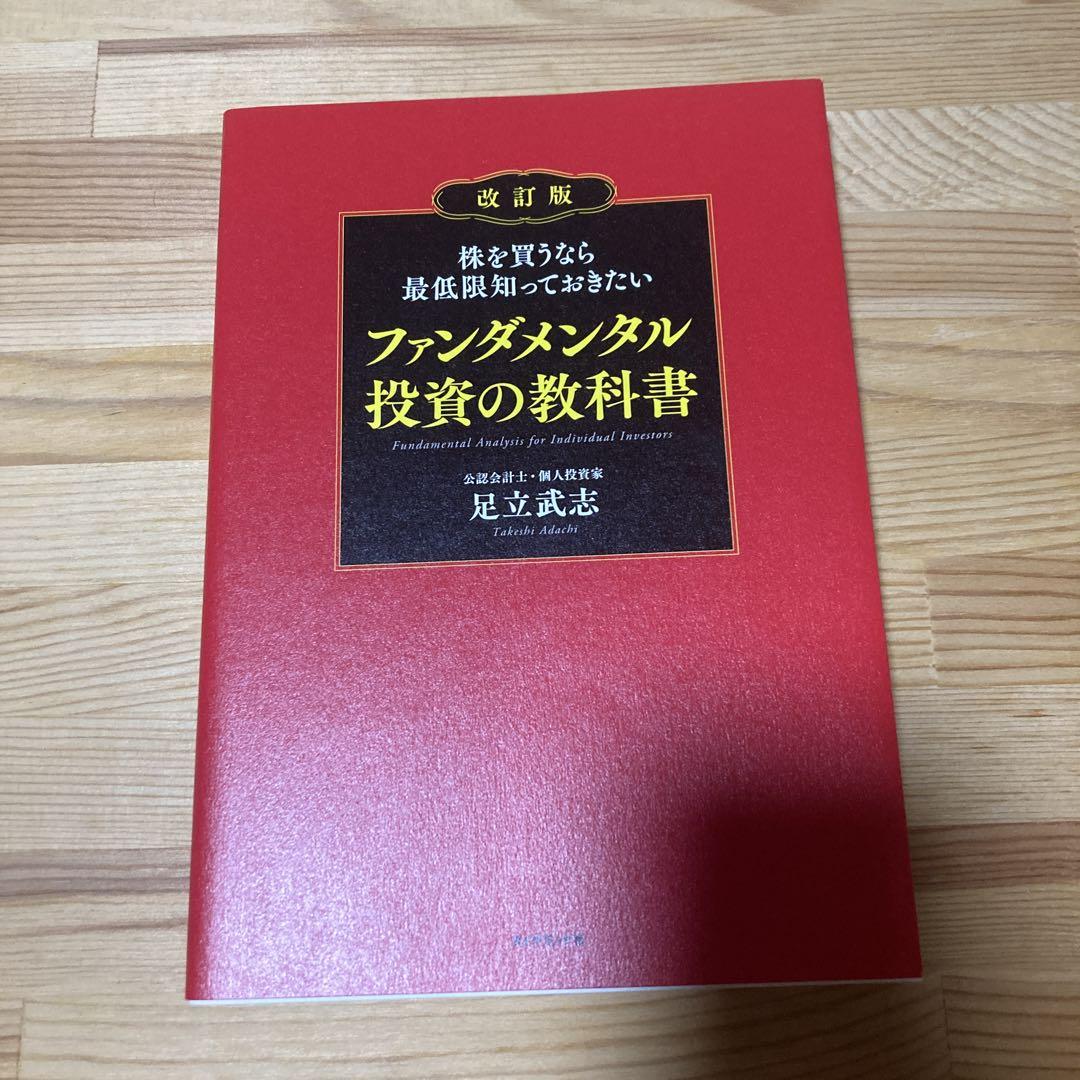 改訂版
株を買うなら
最低限知っておきたい
ファンダメンタル
投資の教科書
Fundamental Analysis for Individual Investors
公認会計士・個人投資家
足立武志
Takeshi Adachi